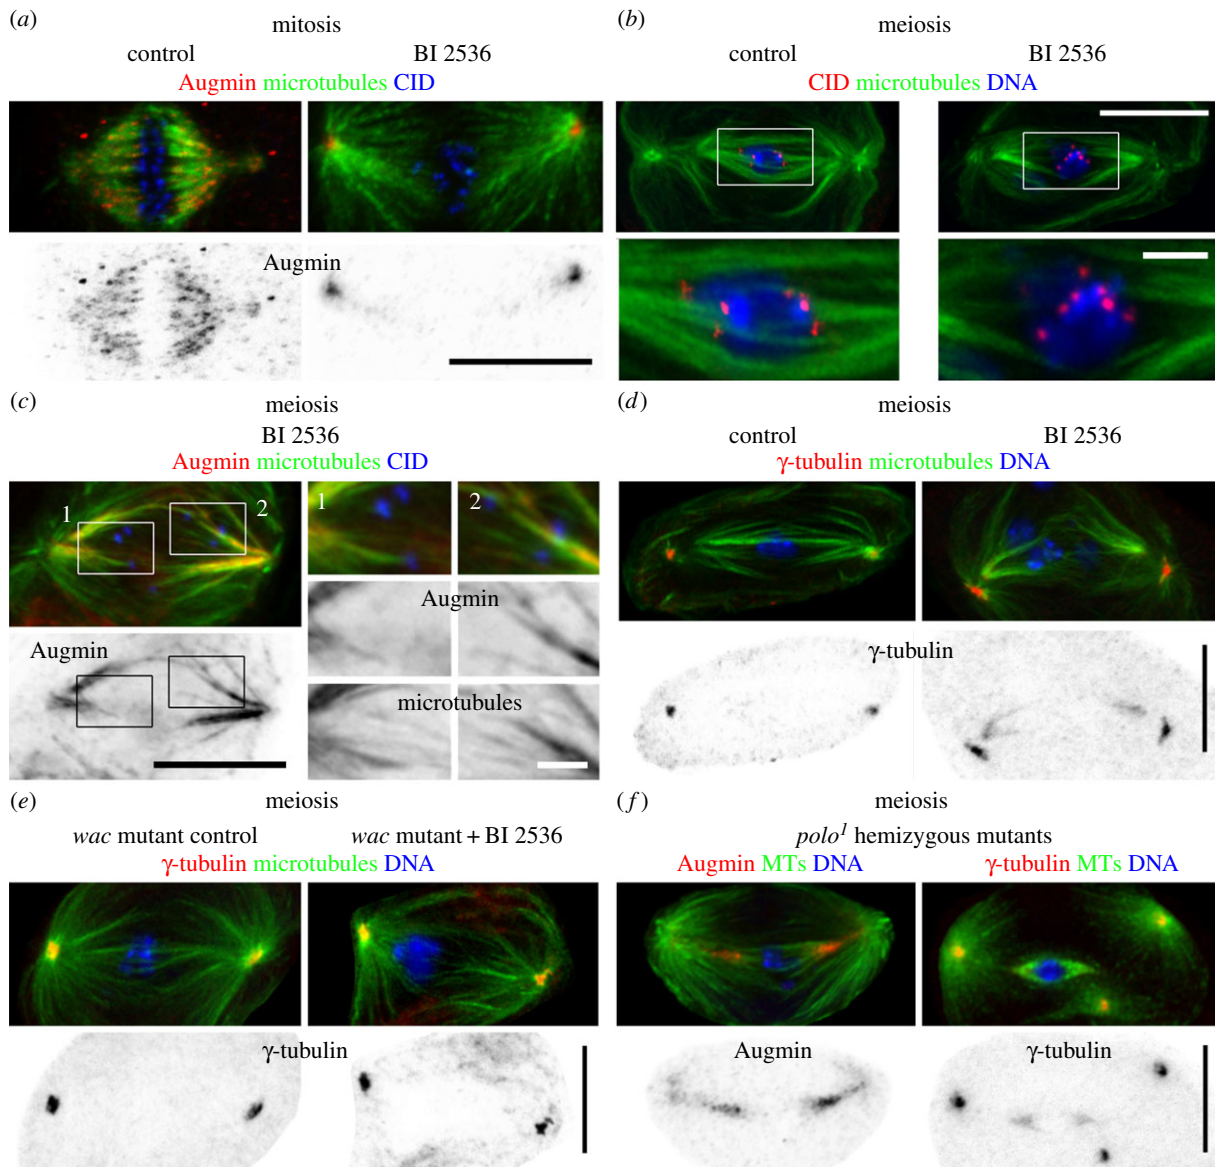 (a)
mitosis
control BI 2536
Augmin microtubules CID
Augmin
(b)
meiosis
control BI 2536
CID microtubules DNA
(c)
meiosis
BI 2536
Augmin microtubules CID
1 2
1 2
Augmin
Augmin
microtubules
(d)
meiosis
control BI 2536
γ-tubulin microtubules DNA
γ-tubulin
(e)
meiosis
wac mutant control wac mutant + BI 2536
γ-tubulin microtubules DNA
γ-tubulin
(f)
meiosis
polo¹ hemizygous mutants
Augmin MTs DNA γ-tubulin MTs DNA
Augmin γ-tubulin